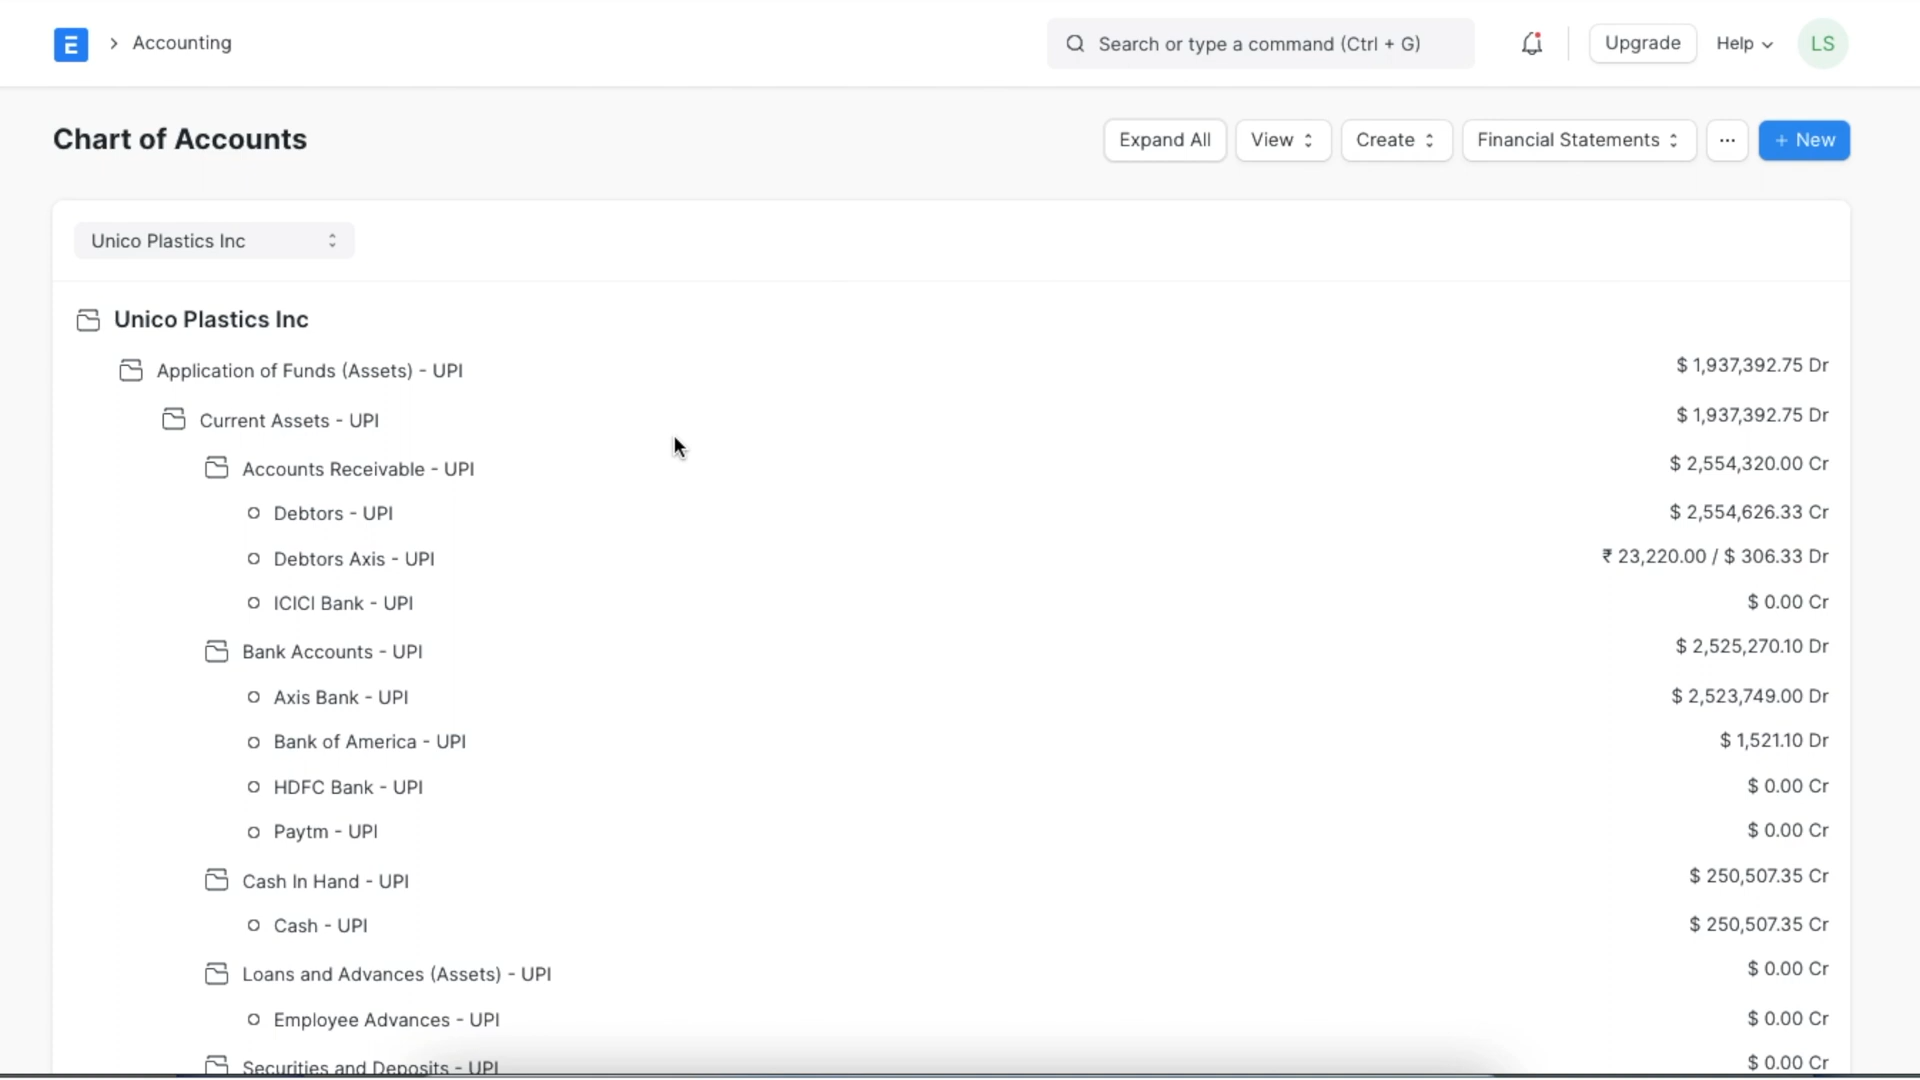 E > Accounting Search or type a command (Ctrl + G) Upgrade Help LS
Chart of Accounts Expand All View Create Financial Statements ··· + New
Unico Plastics Inc
Unico Plastics Inc
Application of Funds (Assets) - UPI $ 1,937,392.75 Dr
Current Assets - UPI $ 1,937,392.75 Dr
Accounts Receivable - UPI $ 2,554,320.00 Cr
Debtors - UPI $ 2,554,626.33 Cr
Debtors Axis - UPI ₹ 23,220.00 / $ 306.33 Dr
ICICI Bank - UPI $ 0.00 Cr
Bank Accounts - UPI $ 2,525,270.10 Dr
Axis Bank - UPI $ 2,523,749.00 Dr
Bank of America - UPI $ 1,521.10 Dr
HDFC Bank - UPI $ 0.00 Cr
Paytm - UPI $ 0.00 Cr
Cash In Hand - UPI $ 250,507.35 Cr
Cash - UPI $ 250,507.35 Cr
Loans and Advances (Assets) - UPI $ 0.00 Cr
Employee Advances - UPI $ 0.00 Cr
Securities and Deposits - UPI $ 0.00 Cr